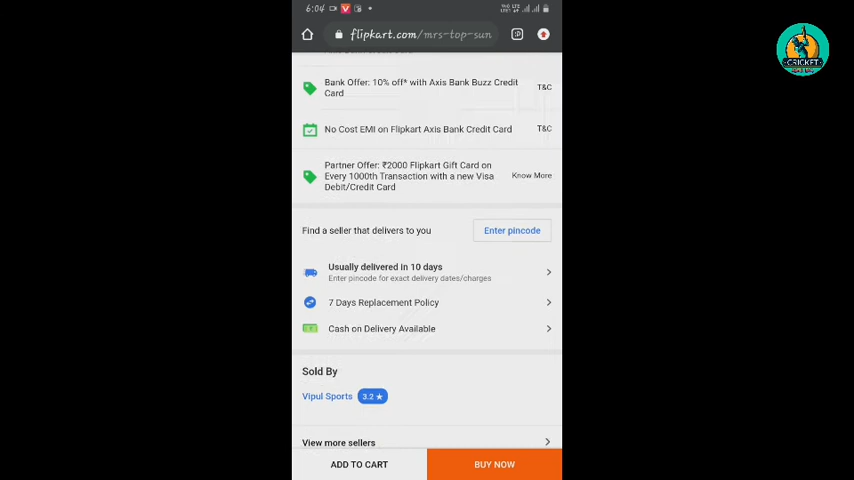 6:04
flipkart.com/mrs-top-sun
CRICKET
Bank Offer: 10% off* with Axis Bank Buzz Credit
Card
T&C
No Cost EMI on Flipkart Axis Bank Credit Card
T&C
Partner Offer: ₹2000 Flipkart Gift Card on
Every 1000th Transaction with a new Visa
Debit/Credit Card
Know More
Find a seller that delivers to you
Enter pincode
Usually delivered in 10 days
Enter pincode for exact delivery dates/charges
7 Days Replacement Policy
Cash on Delivery Available
Sold By
Vipul Sports 3.2 ★
View more sellers
ADD TO CART
BUY NOW